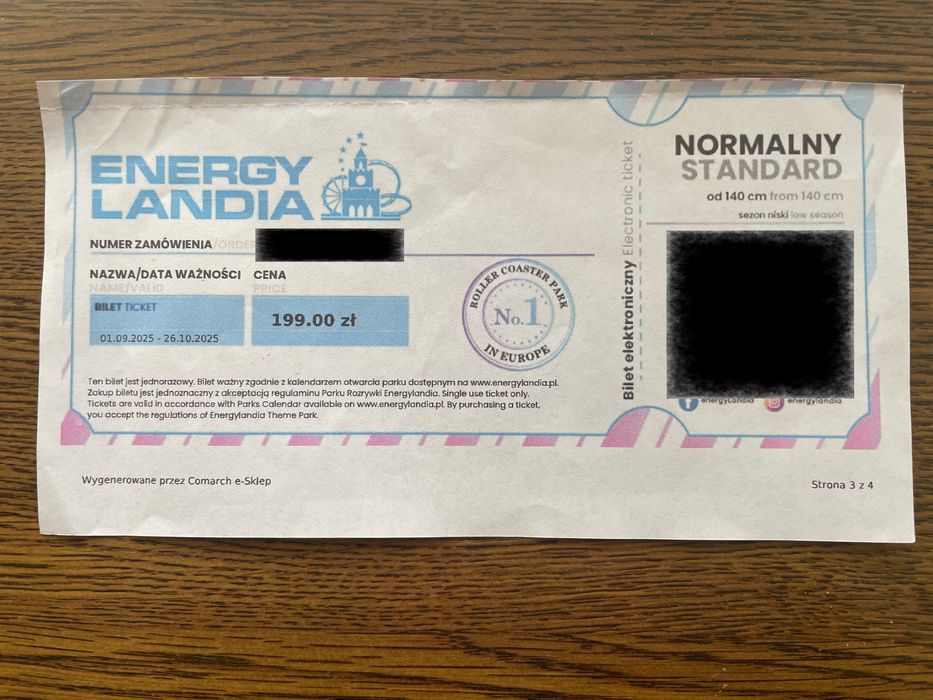 ENERGY
LANDIA
NUMER ZAMÓWIENIA/ORDE
NAZWA/DATA WAŻNOŚCI CENA
NAME/VALID PRICE
BILET TICKET
01.09.2025 - 26.10.2025
199.00 zł
ROLLER COASTER PARK
No.1
IN EUROPE
Ten bilet jest jednorazowy. Bilet ważny zgodnie z kalendarzem otwarcia parku dostępnym na www.energylandia.pl.
Zakup biletu jest jednoznaczny z akceptacją regulaminu Parku Rozrywki Energylandia. Single use ticket only.
Tickets are valid in accordance with Parks Calendar available on www.energylandia.pl. By purchasing a ticket,
you accept the regulations of Energylandia Theme Park.
Bilet elektroniczny Electronic ticket
NORMALNY
STANDARD
od 140 cm from 140 cm
sezon niski low season
energylandia energylandia
Wygenerowane przez Comarch e-Sklep
Strona 3 z 4